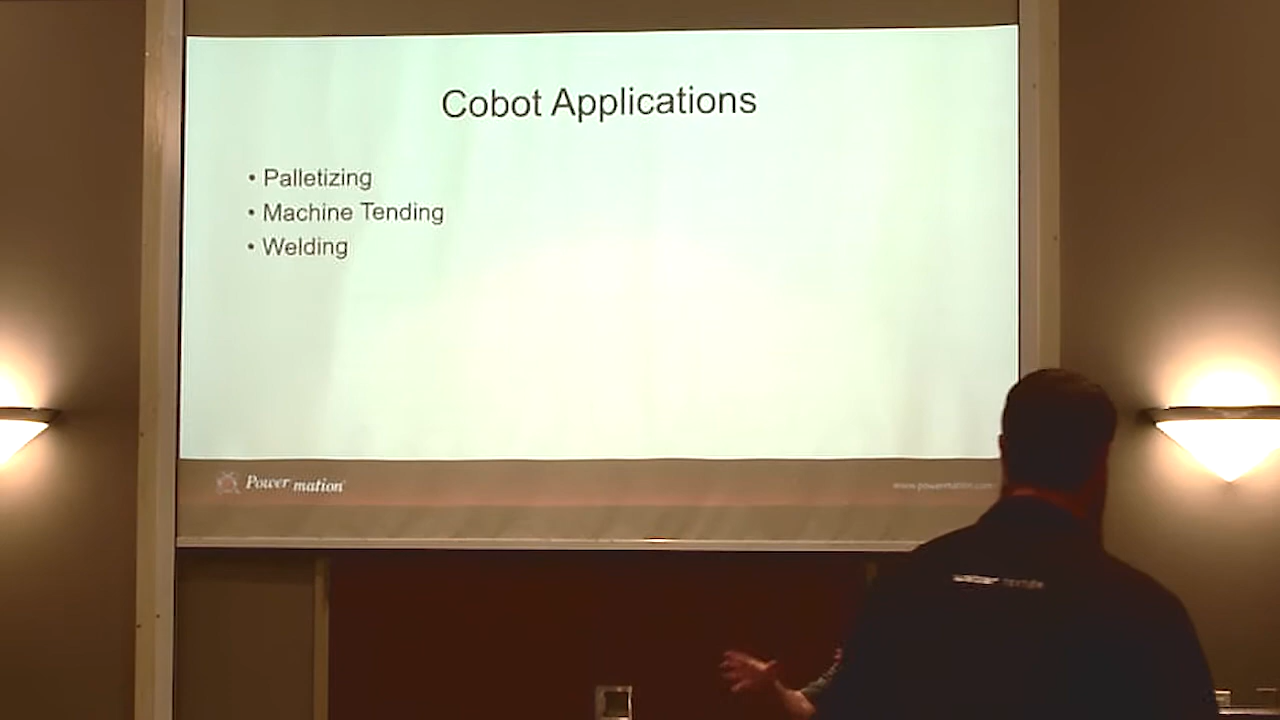 Cobot Applications
• Palletizing
• Machine Tending
• Welding
Power mation
www.powermation.com